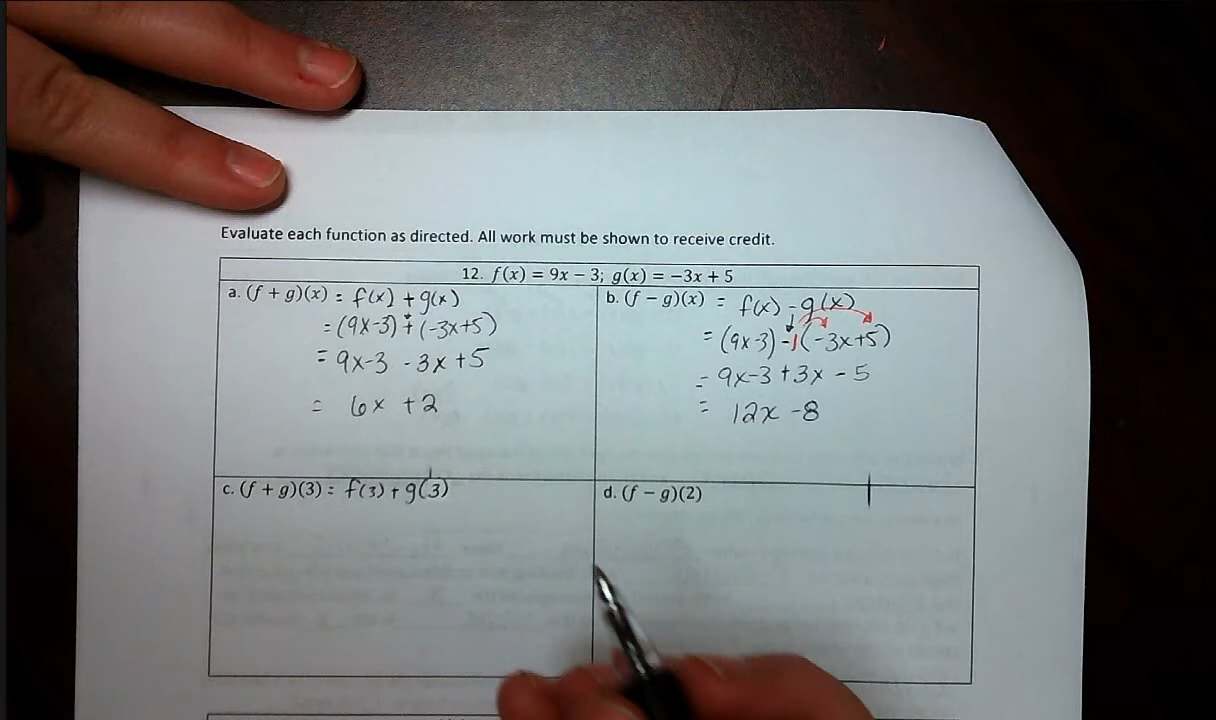 Evaluate each function as directed. All work must be shown to receive credit.
12. f(x) = 9x − 3; g(x) = −3x + 5
a. (f + g)(x) = f(x) + g(x)
= (9x-3) + (-3x+5)
= 9x-3 - 3x + 5
= 6x + 2
b. (f − g)(x) = f(x) - g(x)
= (9x-3) -1(-3x+5)
= 9x-3 +3x - 5
= 12x - 8
c. (f + g)(3) = f(3) + g(3)
d. (f − g)(2)